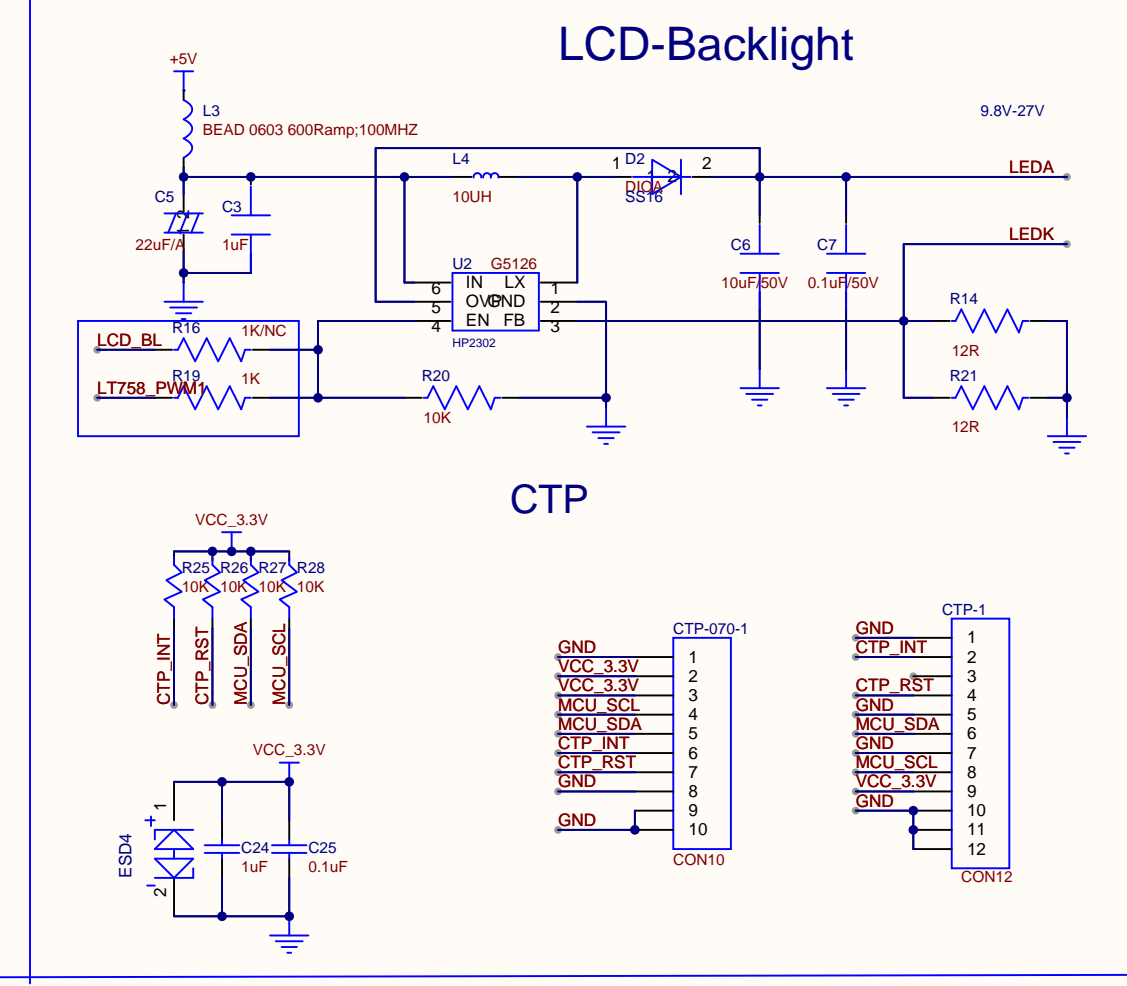 LCD-Backlight
+5V
L3
BEAD 0603 600Ramp;100MHZ
9.8V-27V
L4
10UH
1
D2
2
SS16
LEDA
LEDK
C5
22uF/A
C3
1uF
C6
10uF/50V
C7
0.1uF/50V
U2
G5126
6
IN
LX
1
5
OVP
GND
2
4
EN
FB
3
HP2302
R16
1K/NC
LCD_BL
R19
1K
LT758_PWM1
R20
10K
R14
12R
R21
12R
CTP
VCC_3.3V
R25
R26
R27
R28
10K
10K
10K
10K
CTP_INT
CTP_RST
MCU_SDA
MCU_SCL
VCC_3.3V
ESD4
+
1
-
2
C24
1uF
C25
0.1uF
CTP-070-1
GND
1
VCC_3.3V
2
VCC_3.3V
3
MCU_SCL
4
MCU_SDA
5
CTP_INT
6
CTP_RST
7
GND
8
9
GND
10
CON10
CTP-1
GND
1
CTP_INT
2
3
CTP_RST
4
GND
5
MCU_SDA
6
GND
7
MCU_SCL
8
VCC_3.3V
9
GND
10
11
12
CON12